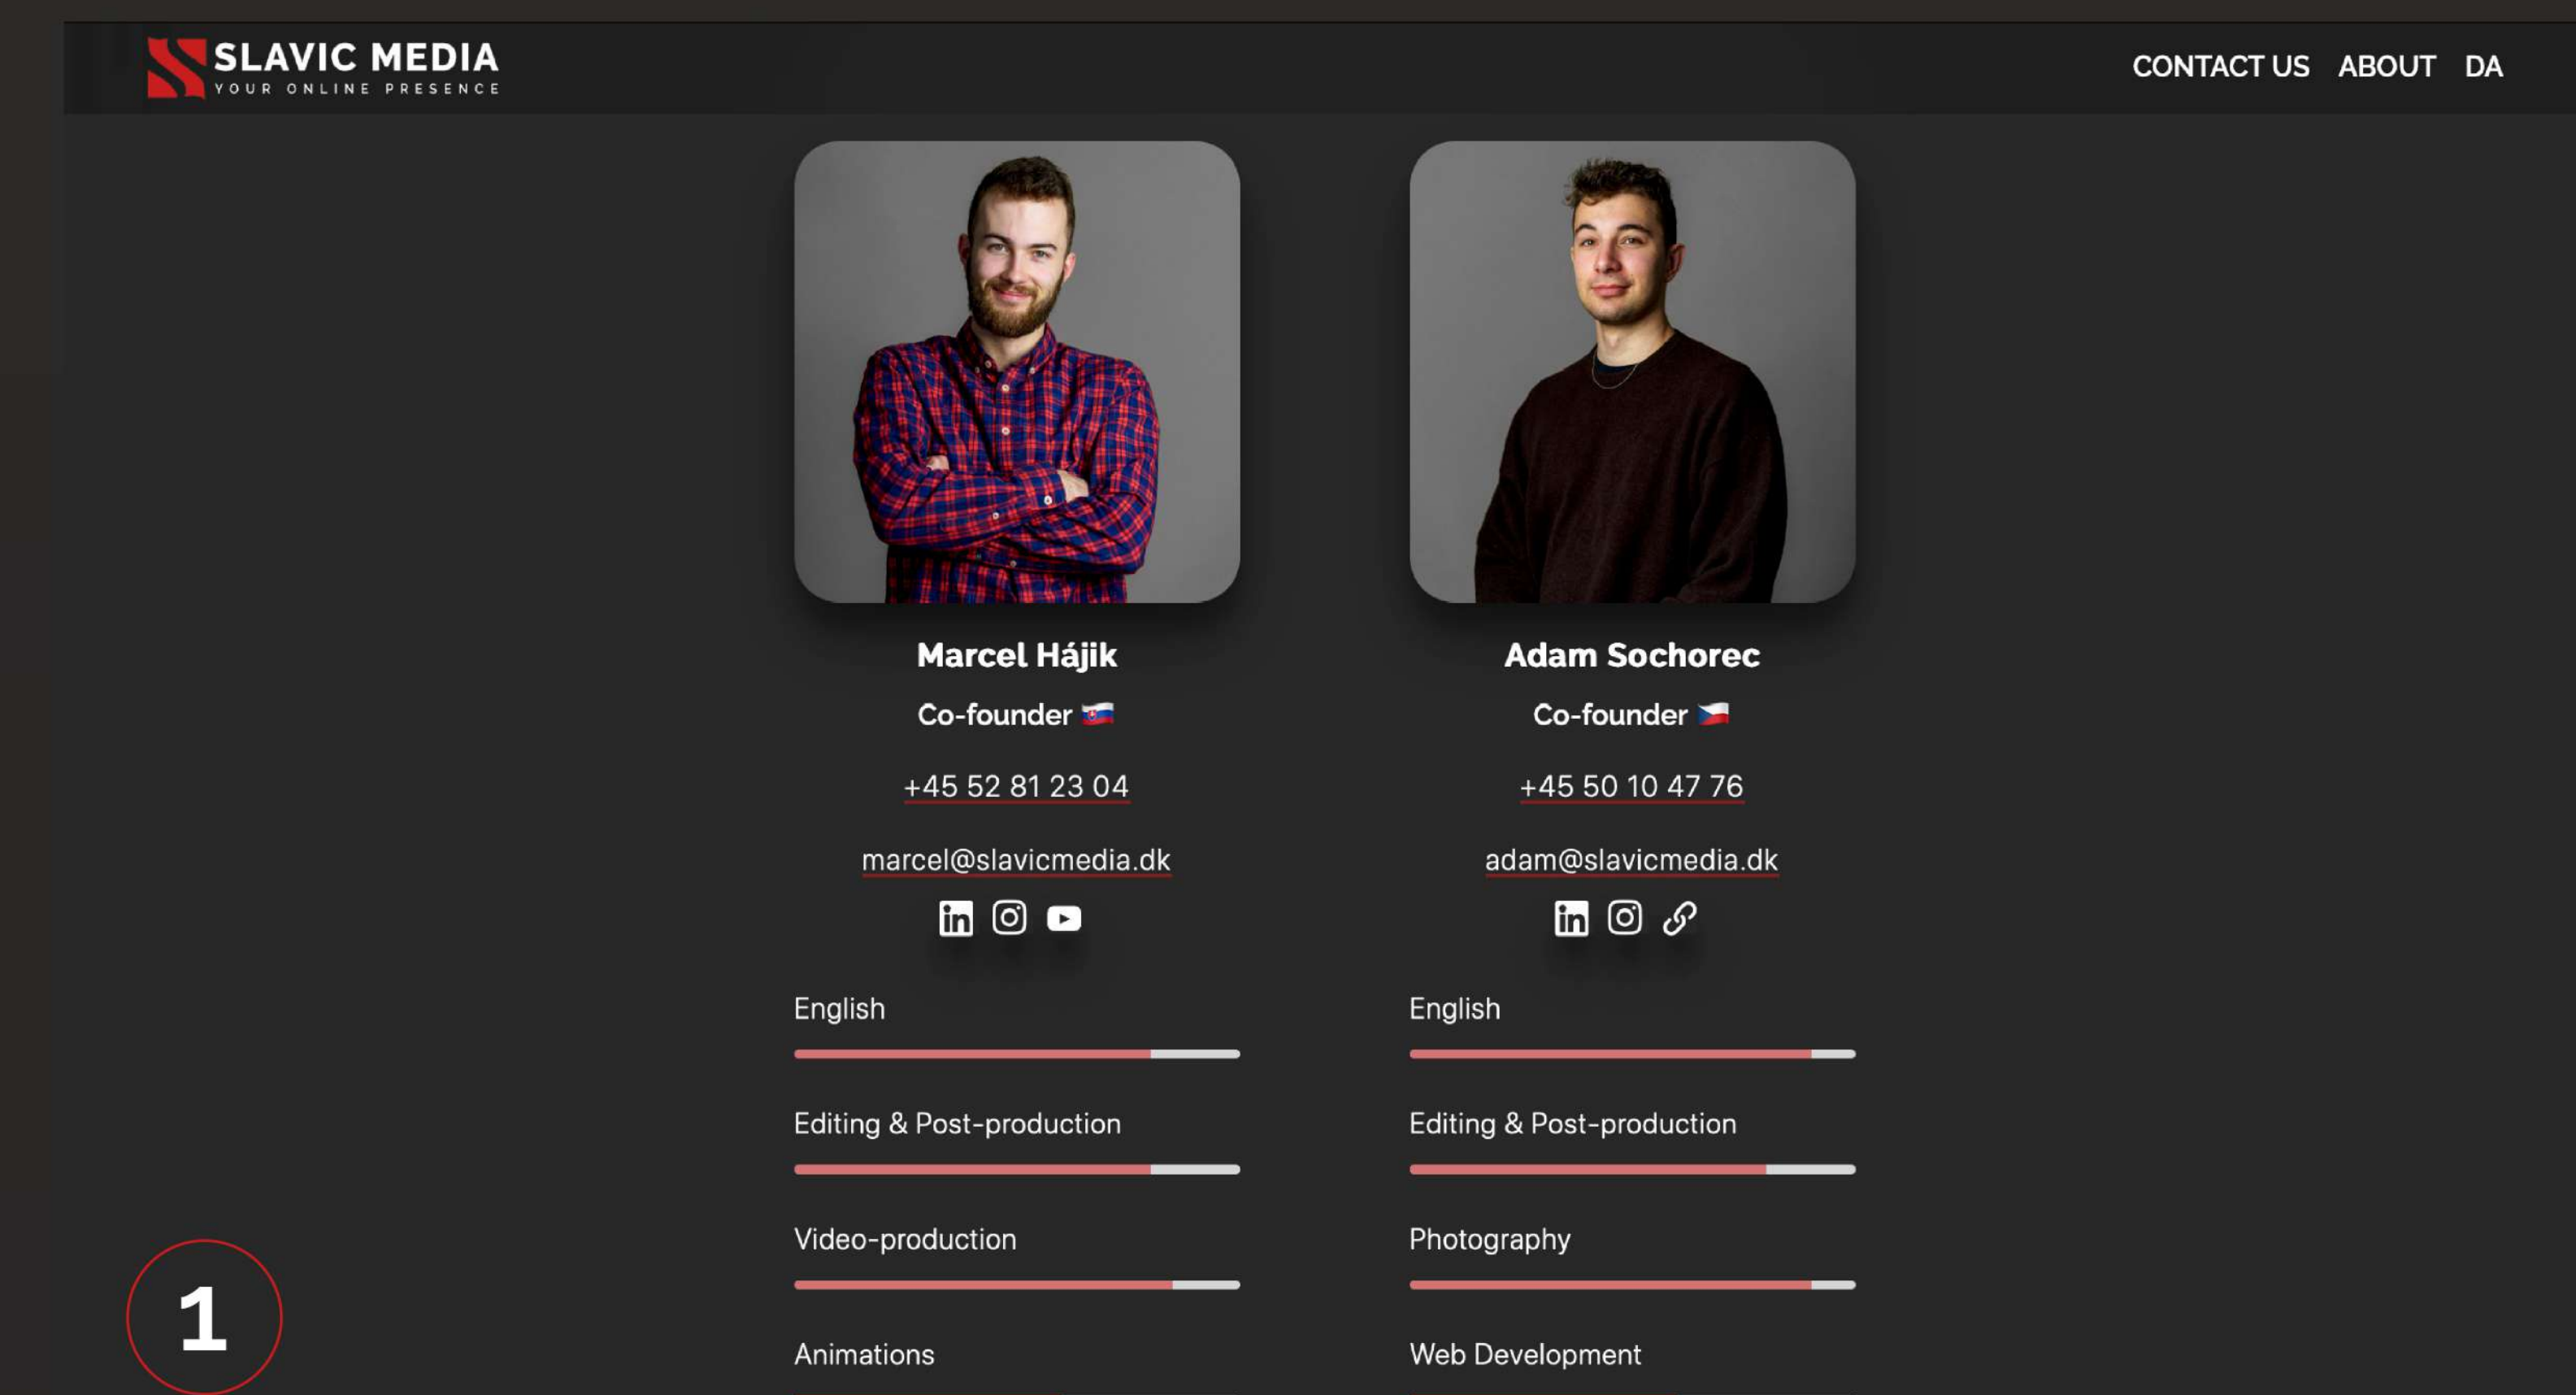 SLAVIC MEDIA
YOUR ONLINE PRESENCE
CONTACT US ABOUT DA
Marcel Hájik
Co-founder
+45 52 81 23 04
marcel@slavicmedia.dk
English
Editing & Post-production
Video-production
Animations
Adam Sochorec
Co-founder
+45 50 10 47 76
adam@slavicmedia.dk
English
Editing & Post-production
Photography
Web Development
1